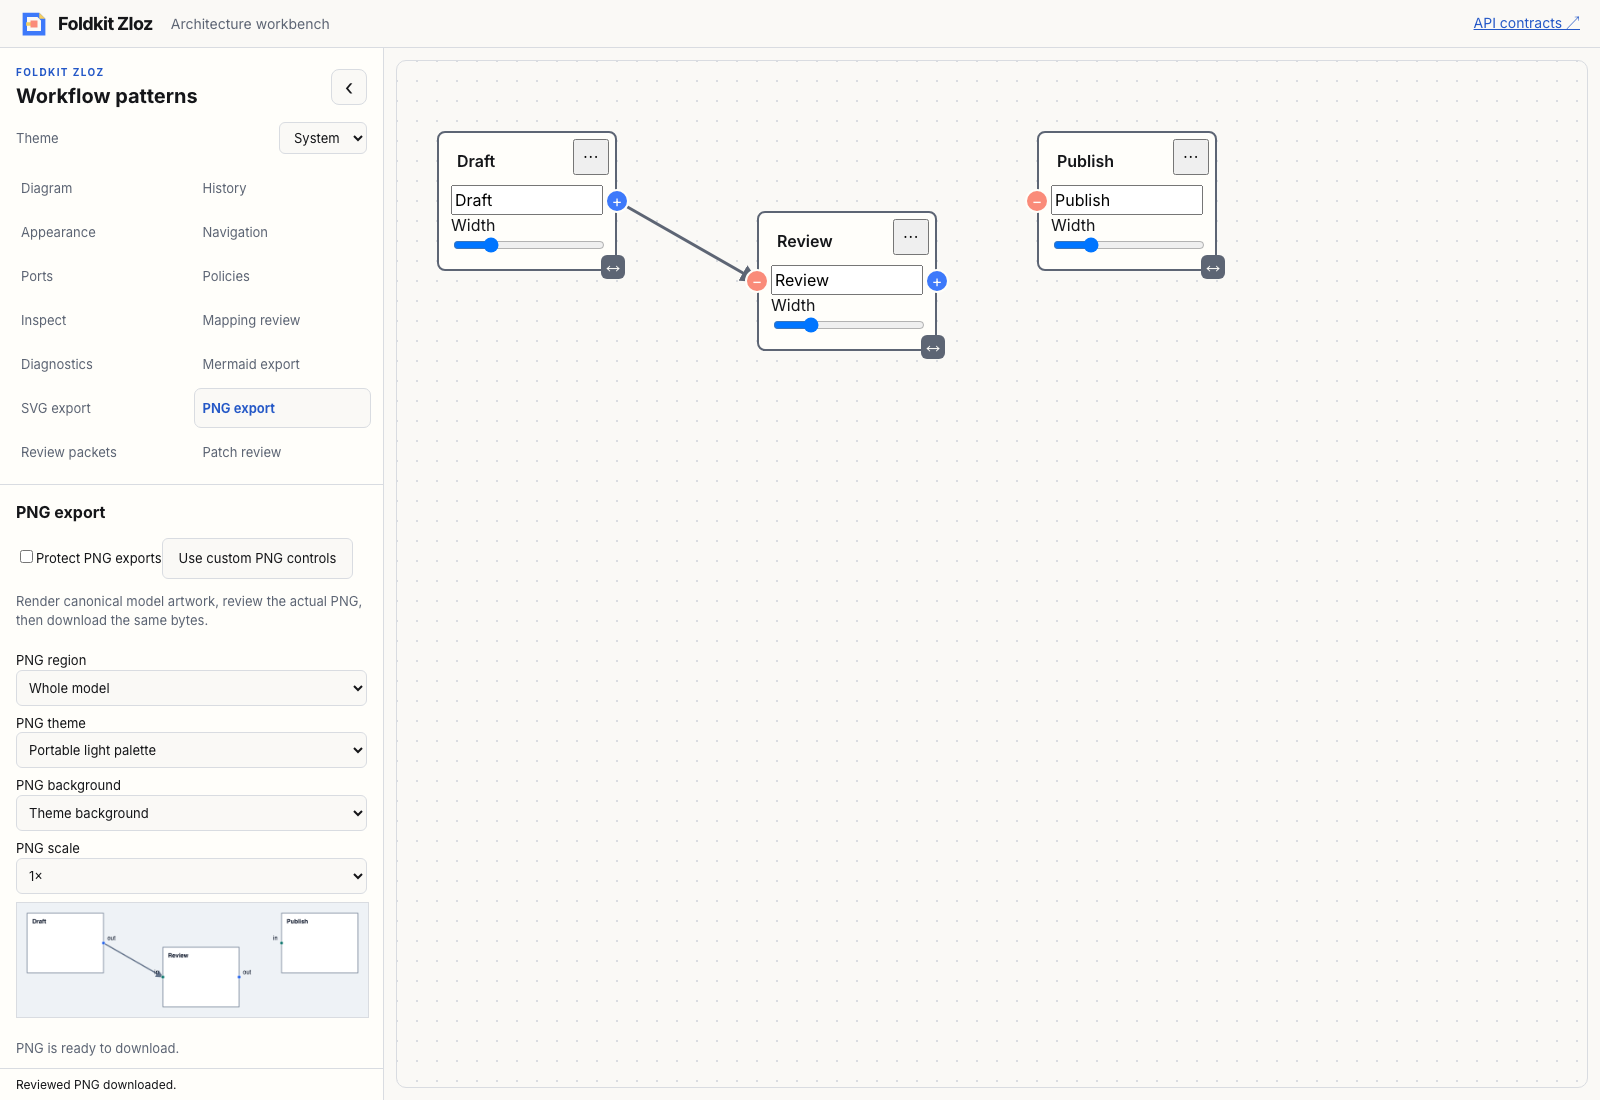 Foldkit Zloz
Architecture workbench
API contracts ↗
FOLDKIT ZLOZ
Workflow patterns
Theme
System
Diagram
History
Appearance
Navigation
Ports
Policies
Inspect
Mapping review
Diagnostics
Mermaid export
SVG export
PNG export
Review packets
Patch review
PNG export
Protect PNG exports
Use custom PNG controls
Render canonical model artwork, review the actual PNG,
then download the same bytes.
PNG region
Whole model
PNG theme
Portable light palette
PNG background
Theme background
PNG scale
1×
Draft
out
Review
out
Publish
in
PNG is ready to download.
Reviewed PNG downloaded.
Draft
...
Draft
Width
Review
...
Review
Width
Publish
...
Publish
Width